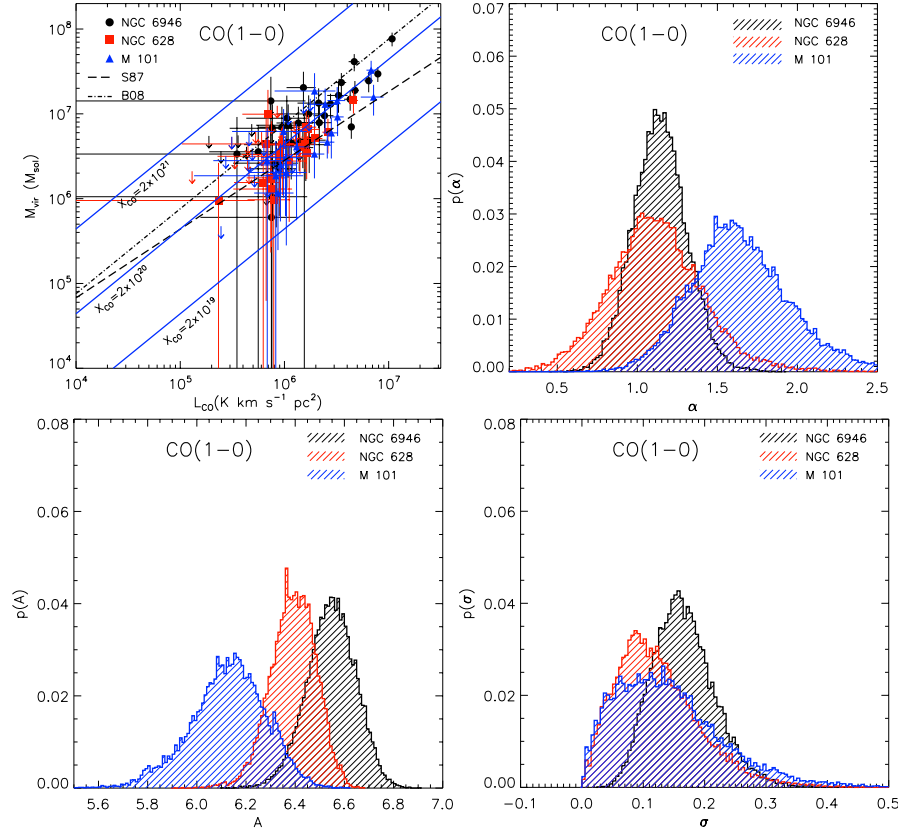 CO(1−0)
NGC 6946
NGC 628
M 101
S87
B08
X_CO=2x10^21
X_CO=2x10^20
X_CO=2x10^19
10^8
10^7
10^6
10^5
10^4
M_vir (M_sol)
10^4 10^5 10^6 10^7
L_CO(K km s^−1 pc^2)
CO(1−0)
NGC 6946
NGC 628
M 101
0.07
0.06
0.05
0.04
0.03
0.02
0.01
0.00
p(α)
0.5 1.0 1.5 2.0 2.5
α
CO(1−0)
NGC 6946
NGC 628
M 101
0.08
0.06
0.04
0.02
0.00
p(A)
5.6 5.8 6.0 6.2 6.4 6.6 6.8 7.0
A
CO(1−0)
NGC 6946
NGC 628
M 101
0.08
0.06
0.04
0.02
0.00
p(σ)
−0.1 0.0 0.1 0.2 0.3 0.4 0.5
σ